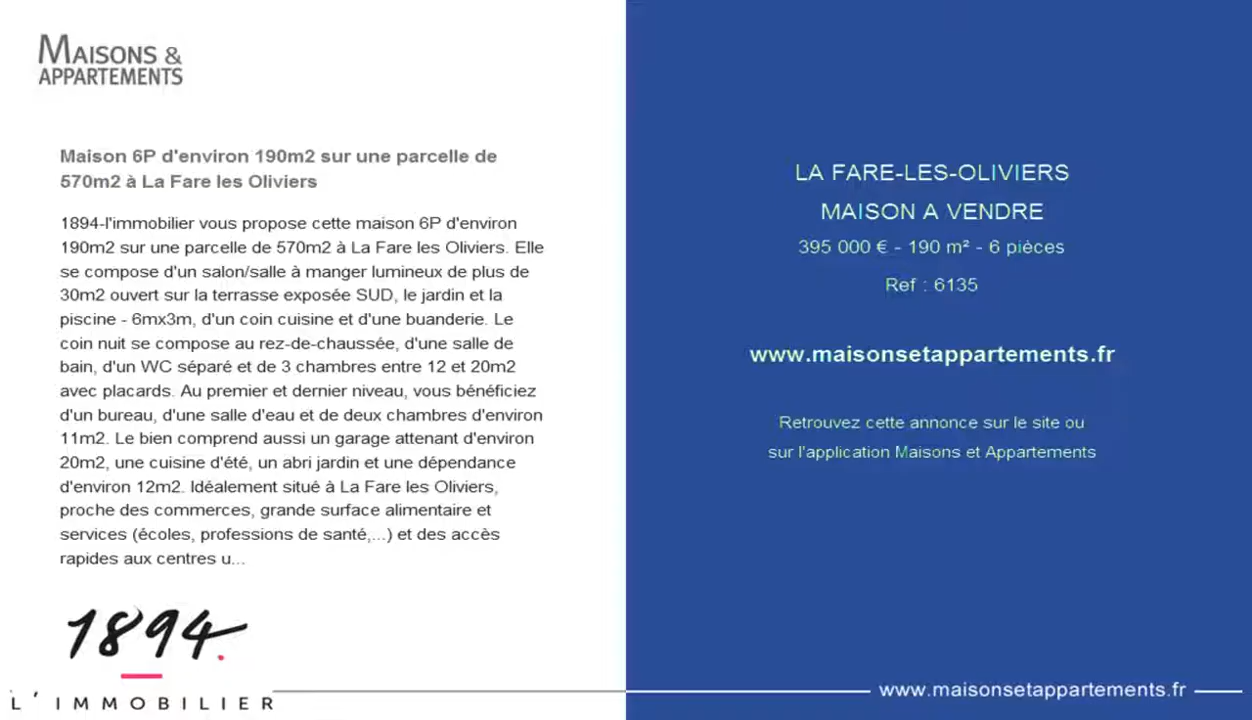 MAISONS &
APPARTEMENTS
Maison 6P d'environ 190m2 sur une parcelle de
570m2 à La Fare les Oliviers
1894-l'immobilier vous propose cette maison 6P d'environ
190m2 sur une parcelle de 570m2 à La Fare les Oliviers. Elle
se compose d'un salon/salle à manger lumineux de plus de
30m2 ouvert sur la terrasse exposée SUD, le jardin et la
piscine - 6mx3m, d'un coin cuisine et d'une buanderie. Le
coin nuit se compose au rez-de-chaussée, d'une salle de
bain, d'un WC séparé et de 3 chambres entre 12 et 20m2
avec placards. Au premier et dernier niveau, vous bénéficiez
d'un bureau, d'une salle d'eau et de deux chambres d'environ
11m2. Le bien comprend aussi un garage attenant d'environ
20m2, une cuisine d'été, un abri jardin et une dépendance
d'environ 12m2. Idéalement situé à La Fare les Oliviers,
proche des commerces, grande surface alimentaire et
services (écoles, professions de santé,...) et des accès
rapides aux centres u...
1894.
L'IMMOBILIER
LA FARE-LES-OLIVIERS
MAISON A VENDRE
395 000 € - 190 m² - 6 pièces
Ref : 6135
www.maisonsetappartements.fr
Retrouvez cette annonce sur le site ou
sur l'application Maisons et Appartements
www.maisonsetappartements.fr